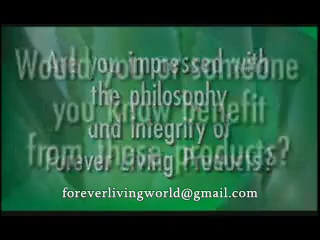 Would you or someone
you know benefit
from these products?
Are you impressed with
the philosophy
and integrity of
Forever Living Products?
foreverlivingworld@gmail.com